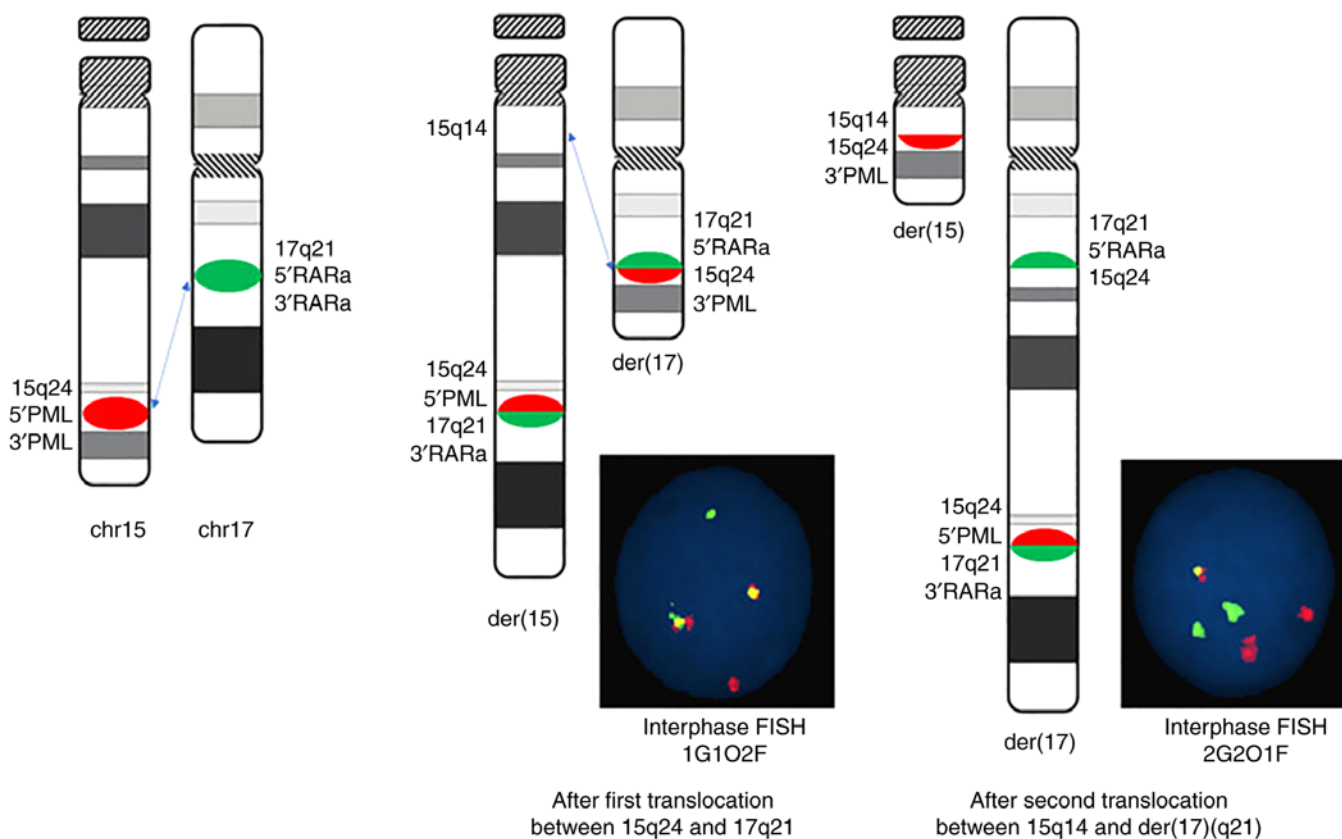 15q24
5′PML
3′PML
17q21
5′RARa
3′RARa
chr15
chr17
15q14
15q24
5′PML
17q21
3′RARa
der(15)
17q21
5′RARa
15q24
3′PML
der(17)
Interphase FISH
1G1O2F
After first translocation
between 15q24 and 17q21
15q14
15q24
3′PML
der(15)
17q21
5′RARa
15q24
15q24
5′PML
17q21
3′RARa
der(17)
Interphase FISH
2G2O1F
After second translocation
between 15q14 and der(17)(q21)